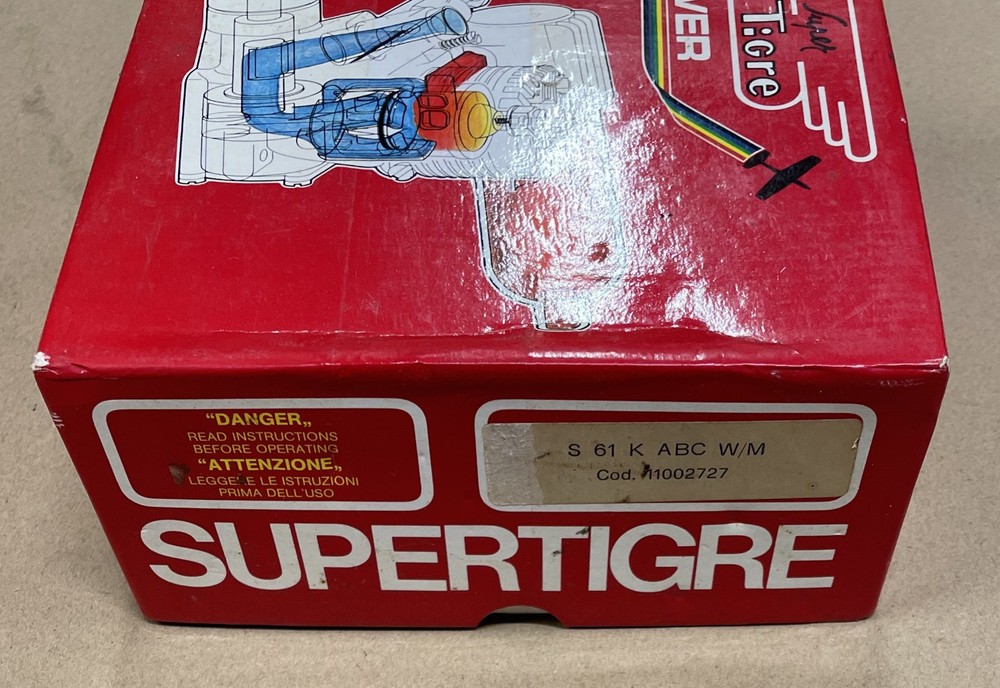 VER
Super
Tigre
“DANGER„
READ INSTRUCTIONS
BEFORE OPERATING
“ATTENZIONE„
LEGGERE LE ISTRUZIONI
PRIMA DELL'USO
S 61 K ABC W/M
Cod. 11002727
SUPERTIGRE